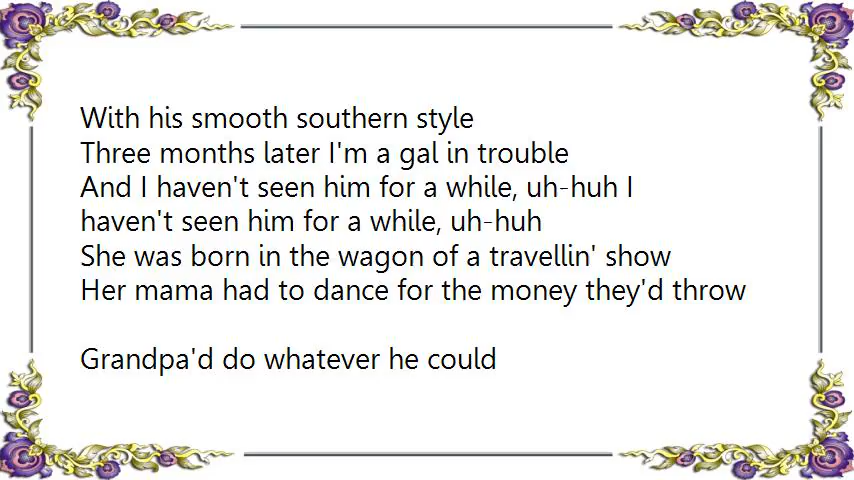 With his smooth southern style
Three months later I'm a gal in trouble
And I haven't seen him for a while, uh-huh I
haven't seen him for a while, uh-huh
She was born in the wagon of a travellin' show
Her mama had to dance for the money they'd throw
Grandpa'd do whatever he could